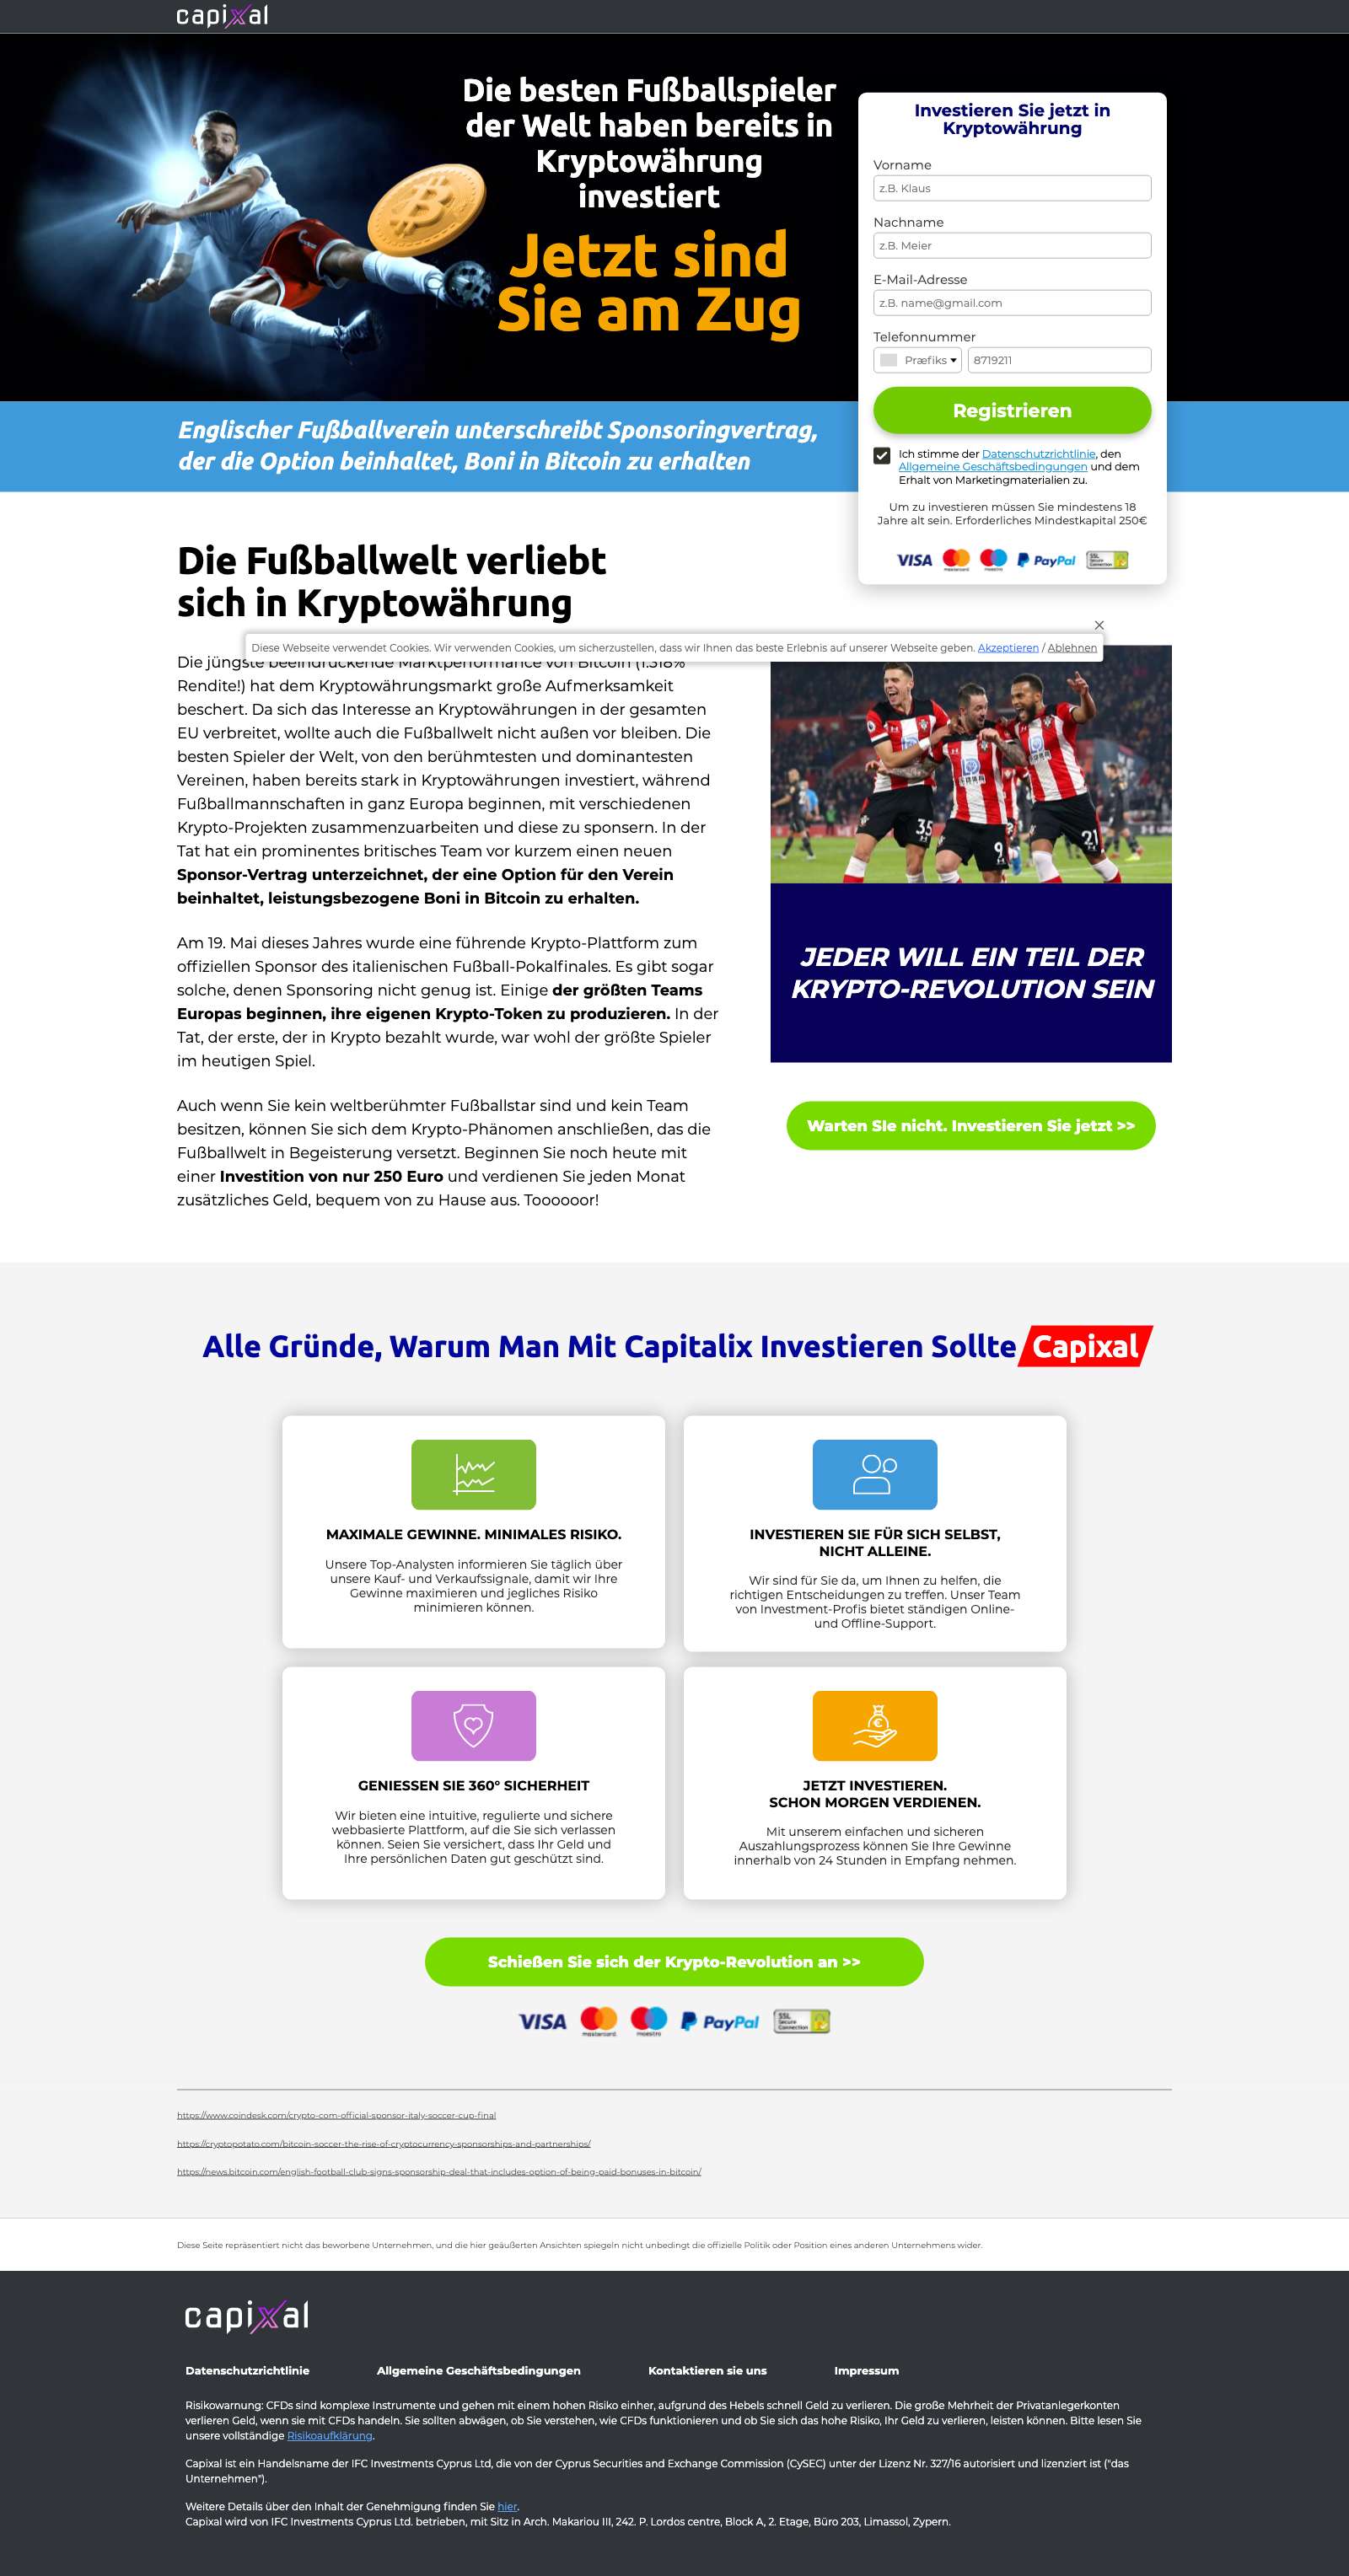 capixal
Die besten Fußballspieler
der Welt haben bereits in
Kryptowährung
investiert
Jetzt sind
Sie am Zug
Investieren Sie jetzt in
Kryptowährung
Vorname
z.B. Klaus
Nachname
z.B. Meier
E-Mail-Adresse
z.B. name@gmail.com
Telefonnummer
Præfiks
8719211
Registrieren
Ich stimme der Datenschutzrichtlinie, den
Allgemeine Geschäftsbedingungen und dem
Erhalt von Marketingmaterialien zu.
Um zu investieren müssen Sie mindestens 18
Jahre alt sein. Erforderliches Mindestkapital 250€
VISA mastercard maestro PayPal SSL Secure Connection
Englischer Fußballverein unterschreibt Sponsoringvertrag,
der die Option beinhaltet, Boni in Bitcoin zu erhalten
Die Fußballwelt verliebt
sich in Kryptowährung
Diese Webseite verwendet Cookies. Wir verwenden Cookies, um sicherzustellen, dass wir Ihnen das beste Erlebnis auf unserer Webseite geben. Akzeptieren / Ablehnen
Die jüngste beeindruckende Marktperformance von Bitcoin (1.318%
Rendite!) hat dem Kryptowährungsmarkt große Aufmerksamkeit
beschert. Da sich das Interesse an Kryptowährungen in der gesamten
EU verbreitet, wollte auch die Fußballwelt nicht außen vor bleiben. Die
besten Spieler der Welt, von den berühmtesten und dominantesten
Vereinen, haben bereits stark in Kryptowährungen investiert, während
Fußballmannschaften in ganz Europa beginnen, mit verschiedenen
Krypto-Projekten zusammenzuarbeiten und diese zu sponsern. In der
Tat hat ein prominentes britisches Team vor kurzem einen neuen
Sponsor-Vertrag unterzeichnet, der eine Option für den Verein
beinhaltet, leistungsbezogene Boni in Bitcoin zu erhalten.
Am 19. Mai dieses Jahres wurde eine führende Krypto-Plattform zum
offiziellen Sponsor des italienischen Fußball-Pokalfinales. Es gibt sogar
solche, denen Sponsoring nicht genug ist. Einige der größten Teams
Europas beginnen, ihre eigenen Krypto-Token zu produzieren. In der
Tat, der erste, der in Krypto bezahlt wurde, war wohl der größte Spieler
im heutigen Spiel.
Auch wenn Sie kein weltberühmter Fußballstar sind und kein Team
besitzen, können Sie sich dem Krypto-Phänomen anschließen, das die
Fußballwelt in Begeisterung versetzt. Beginnen Sie noch heute mit
einer Investition von nur 250 Euro und verdienen Sie jeden Monat
zusätzliches Geld, bequem von zu Hause aus. Toooooor!
35
9
21
JEDER WILL EIN TEIL DER
KRYPTO-REVOLUTION SEIN
Warten SIe nicht. Investieren Sie jetzt >>
Alle Gründe, Warum Man Mit Capitalix Investieren Sollte Capixal
MAXIMALE GEWINNE. MINIMALES RISIKO.
Unsere Top-Analysten informieren Sie täglich über
unsere Kauf- und Verkaufssignale, damit wir Ihre
Gewinne maximieren und jegliches Risiko
minimieren können.
INVESTIEREN SIE FÜR SICH SELBST,
NICHT ALLEINE.
Wir sind für Sie da, um Ihnen zu helfen, die
richtigen Entscheidungen zu treffen. Unser Team
von Investment-Profis bietet ständigen Online-
und Offline-Support.
GENIESSEN SIE 360° SICHERHEIT
Wir bieten eine intuitive, regulierte und sichere
webbasierte Plattform, auf die Sie sich verlassen
können. Seien Sie versichert, dass Ihr Geld und
Ihre persönlichen Daten gut geschützt sind.
JETZT INVESTIEREN.
SCHON MORGEN VERDIENEN.
Mit unserem einfachen und sicheren
Auszahlungsprozess können Sie Ihre Gewinne
innerhalb von 24 Stunden in Empfang nehmen.
Schießen Sie sich der Krypto-Revolution an >>
VISA mastercard maestro PayPal SSL Secure Connection
https://www.coindesk.com/crypto-com-official-sponsor-italy-soccer-cup-final
https://cryptopotato.com/bitcoin-soccer-the-rise-of-cryptocurrency-sponsorships-and-partnerships/
https://news.bitcoin.com/english-football-club-signs-sponsorship-deal-that-includes-option-of-being-paid-bonuses-in-bitcoin/
Diese Seite repräsentiert nicht das beworbene Unternehmen, und die hier geäußerten Ansichten spiegeln nicht unbedingt die offizielle Politik oder Position eines anderen Unternehmens wider.
capixal
Datenschutzrichtlinie
Allgemeine Geschäftsbedingungen
Kontaktieren sie uns
Impressum
Risikowarnung: CFDs sind komplexe Instrumente und gehen mit einem hohen Risiko einher, aufgrund des Hebels schnell Geld zu verlieren. Die große Mehrheit der Privatanlegerkonten
verlieren Geld, wenn sie mit CFDs handeln. Sie sollten abwägen, ob Sie verstehen, wie CFDs funktionieren und ob Sie sich das hohe Risiko, Ihr Geld zu verlieren, leisten können. Bitte lesen Sie
unsere vollständige Risikoaufklärung.
Capixal ist ein Handelsname der IFC Investments Cyprus Ltd, die von der Cyprus Securities and Exchange Commission (CySEC) unter der Lizenz Nr. 327/16 autorisiert und lizenziert ist ("das
Unternehmen").
Weitere Details über den Inhalt der Genehmigung finden Sie hier.
Capixal wird von IFC Investments Cyprus Ltd. betrieben, mit Sitz in Arch. Makariou III, 242. P. Lordos centre, Block A, 2. Etage, Büro 203, Limassol, Zypern.